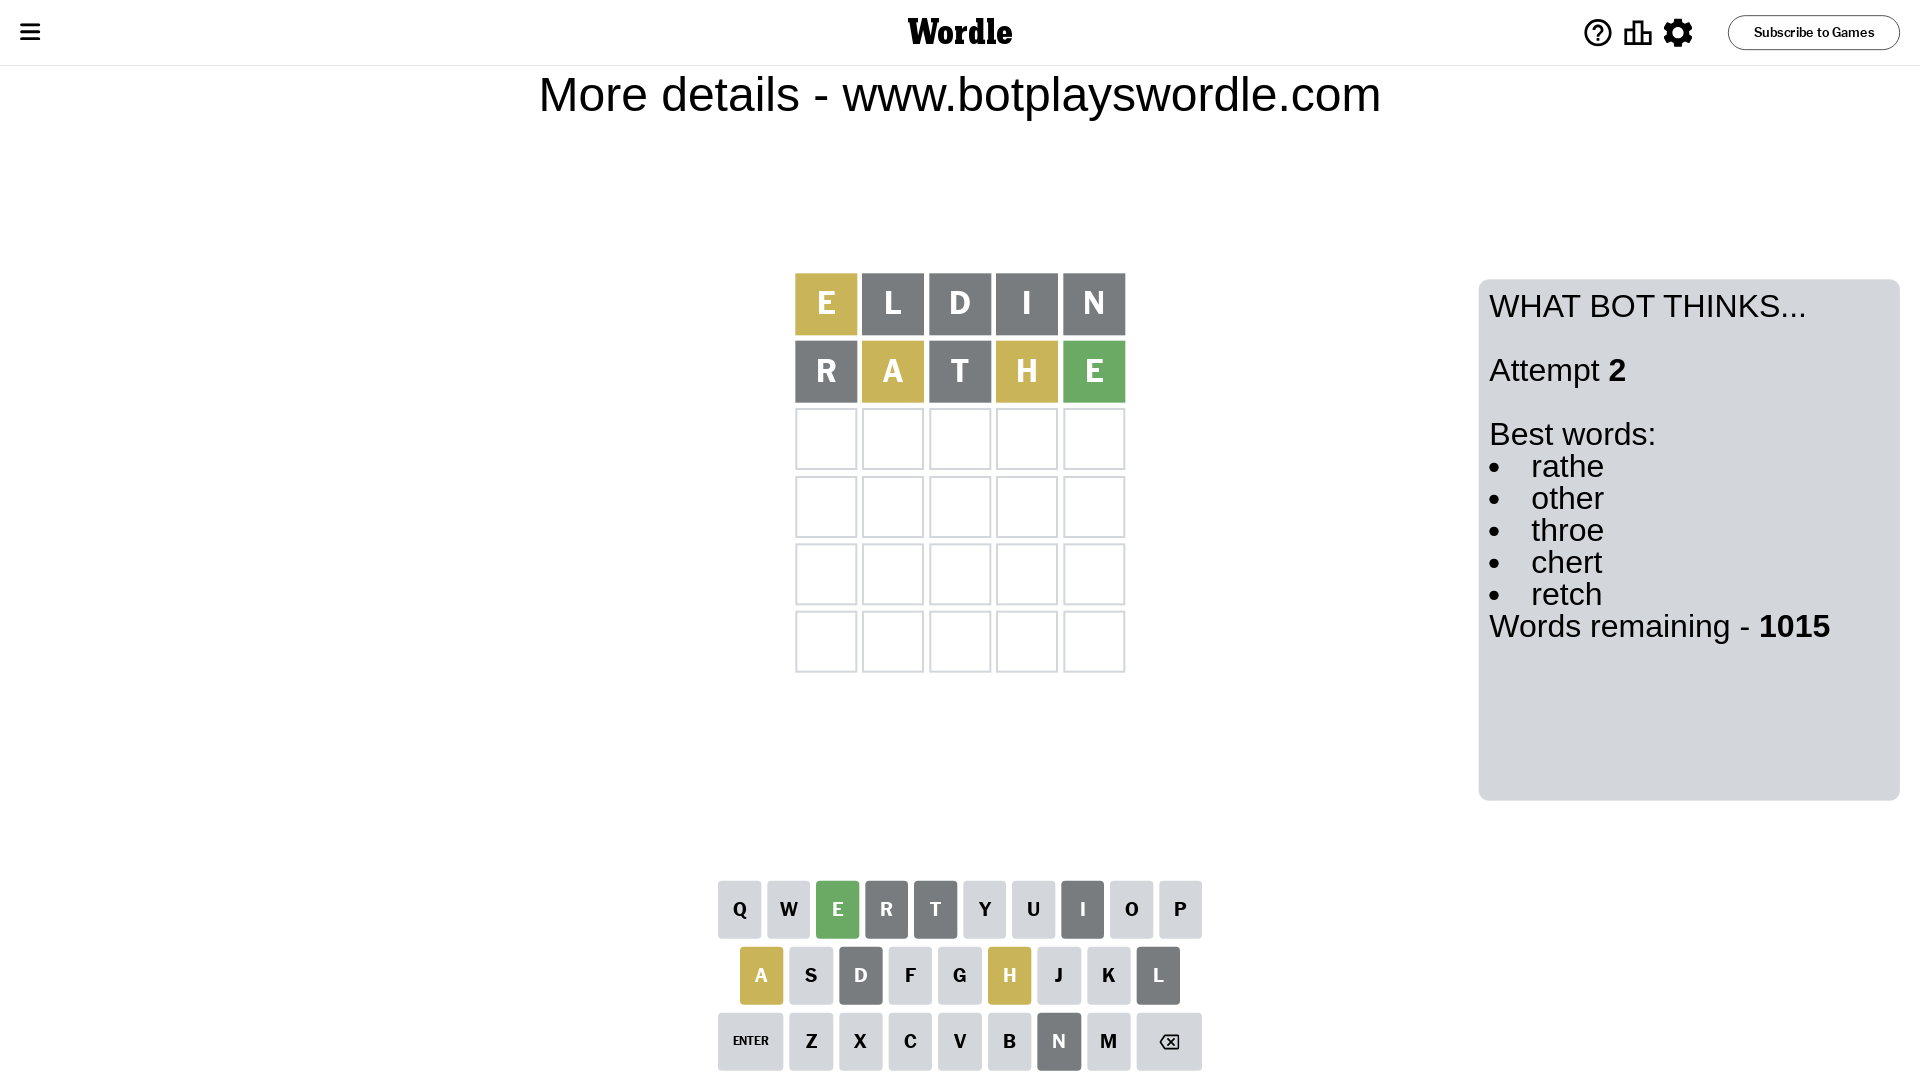 Wordle
Subscribe to Games
More details - www.botplayswordle.com
E L D I N
R A T H E
WHAT BOT THINKS...
Attempt 2
Best words:
• rathe
• other
• throe
• chert
• retch
Words remaining - 1015
Q W E R T Y U I O P
A S D F G H J K L
ENTER Z X C V B N M